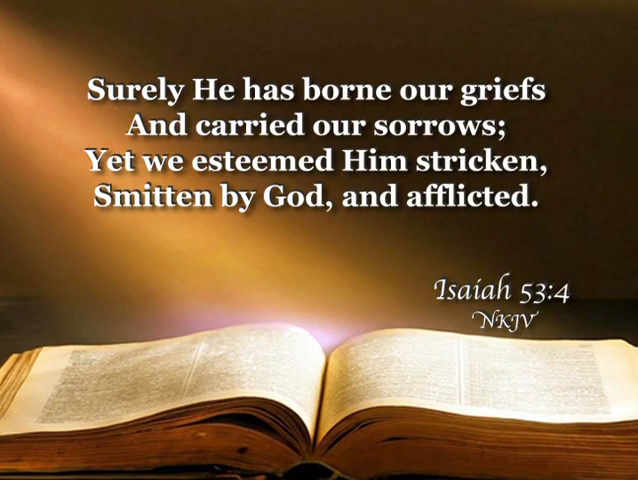 Surely He has borne our griefs
And carried our sorrows;
Yet we esteemed Him stricken,
Smitten by God, and afflicted.
Isaiah 53:4
NKJV